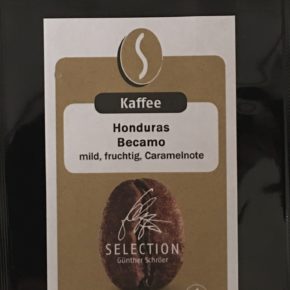 Kaffee
Honduras
Becamo
mild, fruchtig, Caramelnote
SELECTION
Günther Schröer